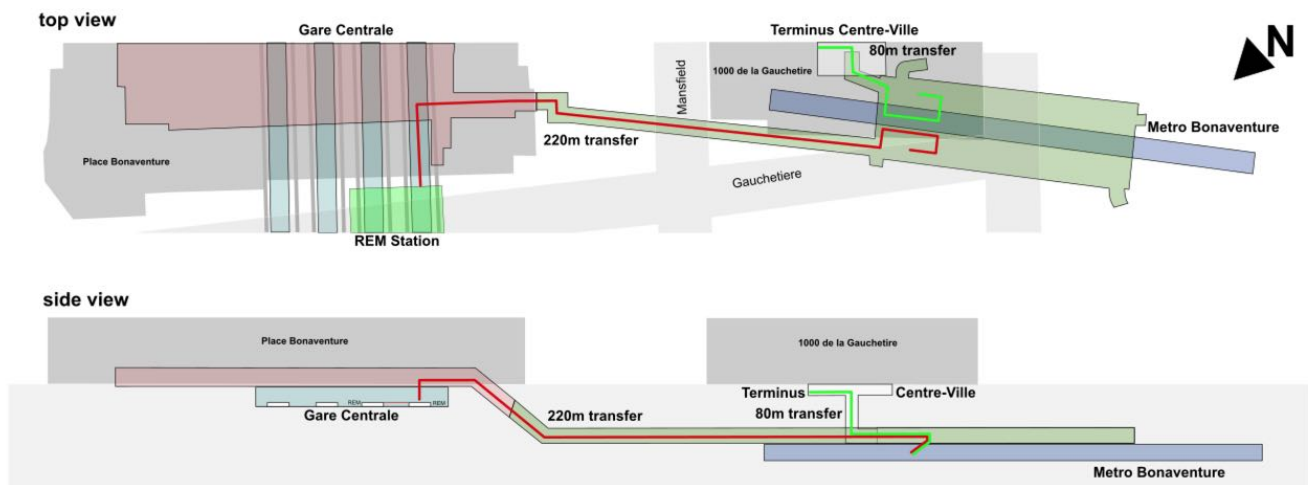 top view
Gare Centrale
Terminus Centre-Ville
80m transfer
N
1000 de la Gauchetire
Mansfield
Metro Bonaventure
220m transfer
Place Bonaventure
Gauchetiere
REM Station
side view
Place Bonaventure
1000 de la Gauchetire
Terminus
Centre-Ville
REM
REM
Gare Centrale
220m transfer
80m transfer
Metro Bonaventure